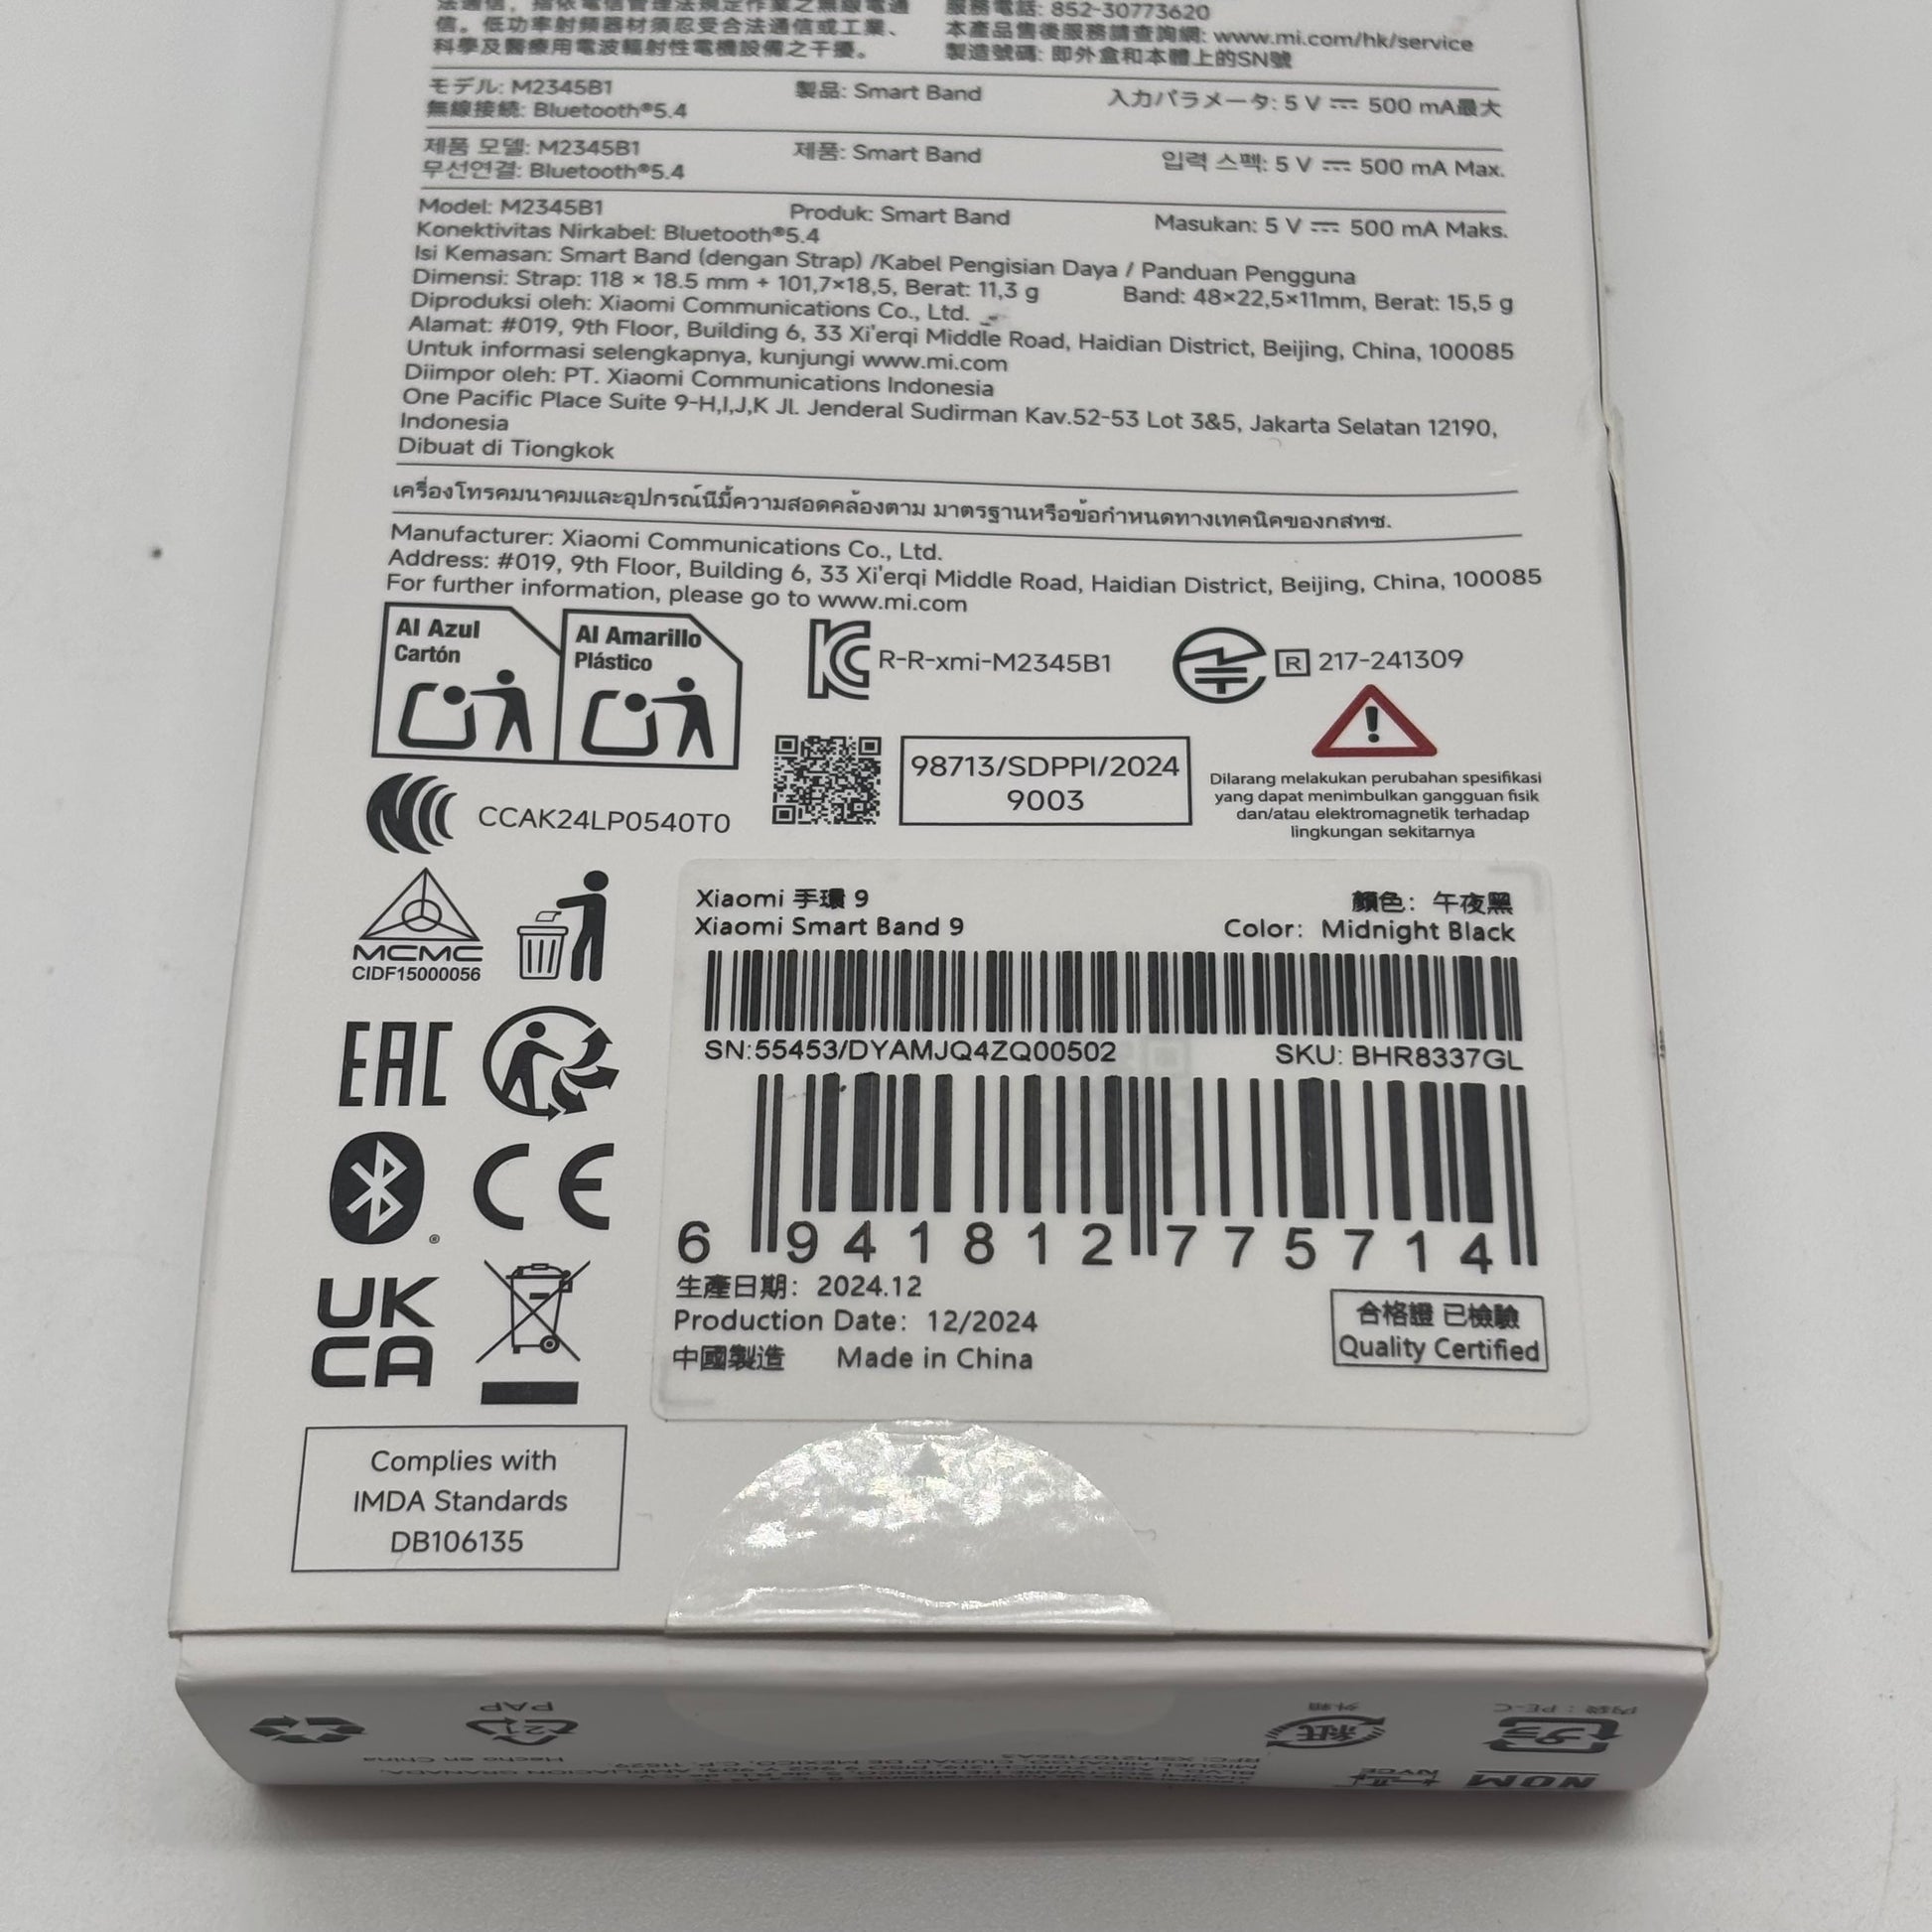 信。低功率射頻器材須忍受合法通信或工業、
科學及醫療用電波輻射性電機設備之干擾。
服務電話: 852-30773620
本產品售後服務請查詢網: www.mi.com/hk/service
製造號碼: 即外盒和本體上的SN號
モデル: M2345B1 製品: Smart Band 入力パラメータ: 5 V ⎓ 500 mA最大
無線接続: Bluetooth®5.4
제품 모델: M2345B1 제품: Smart Band 입력 스펙: 5 V ⎓ 500 mA Max.
무선연결: Bluetooth®5.4
Model: M2345B1 Produk: Smart Band Masukan: 5 V ⎓ 500 mA Maks.
Konektivitas Nirkabel: Bluetooth®5.4
Isi Kemasan: Smart Band (dengan Strap) /Kabel Pengisian Daya / Panduan Pengguna
Dimensi: Strap: 118 × 18.5 mm + 101,7×18,5, Berat: 11,3 g Band: 48×22,5×11mm, Berat: 15,5 g
Diproduksi oleh: Xiaomi Communications Co., Ltd.
Alamat: #019, 9th Floor, Building 6, 33 Xi'erqi Middle Road, Haidian District, Beijing, China, 100085
Untuk informasi selengkapnya, kunjungi www.mi.com
Diimpor oleh: PT. Xiaomi Communications Indonesia
One Pacific Place Suite 9-H,I,J,K Jl. Jenderal Sudirman Kav.52-53 Lot 3&5, Jakarta Selatan 12190,
Indonesia
Dibuat di Tiongkok
เครื่องโทรคมนาคมและอุปกรณ์นี้มีความสอดคล้องตาม มาตรฐานหรือข้อกำหนดทางเทคนิคของกสทช.
Manufacturer: Xiaomi Communications Co., Ltd.
Address: #019, 9th Floor, Building 6, 33 Xi'erqi Middle Road, Haidian District, Beijing, China, 100085
For further information, please go to www.mi.com
Al Azul
Cartón
Al Amarillo
Plástico
R-R-xmi-M2345B1
R 217-241309
CCAK24LP0540T0
98713/SDPPI/2024
9003
Dilarang melakukan perubahan spesifikasi
yang dapat menimbulkan gangguan fisik
dan/atau elektromagnetik terhadap
lingkungan sekitarnya
MCMC
CIDF15000056
EAC
CE
UK
CA
Complies with
IMDA Standards
DB106135
Xiaomi 手環 9 顏色：午夜黑
Xiaomi Smart Band 9 Color: Midnight Black
SN:55453/DYAMJQ4ZQ00502 SKU: BHR8337GL
6 941812 775714
生產日期：2024.12
Production Date: 12/2024
中國製造 Made in China
合格證 已檢驗
Quality Certified
PAP
21
外箱
紙
内袋：PE-C
Hecho en China
NYCE
NOM